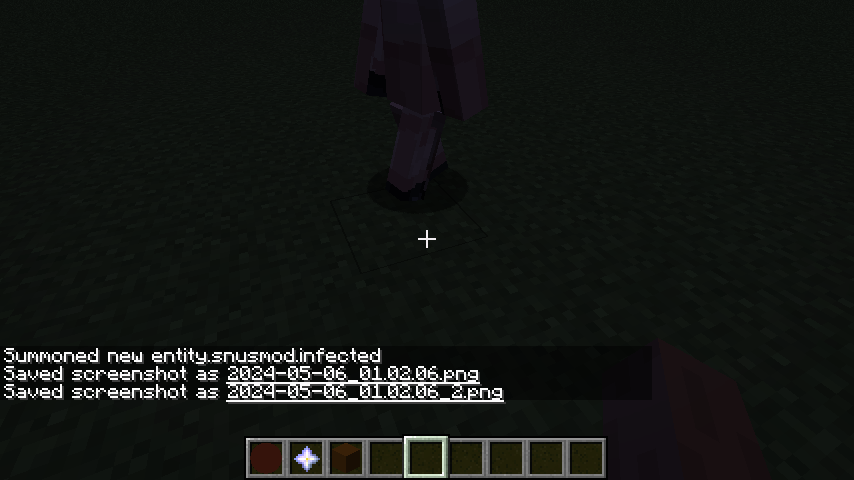 Summoned new entity.snusmod.infected
Saved screenshot as 2024-05-06_01.02.06.png
Saved screenshot as 2024-05-06_01.02.06_2.png